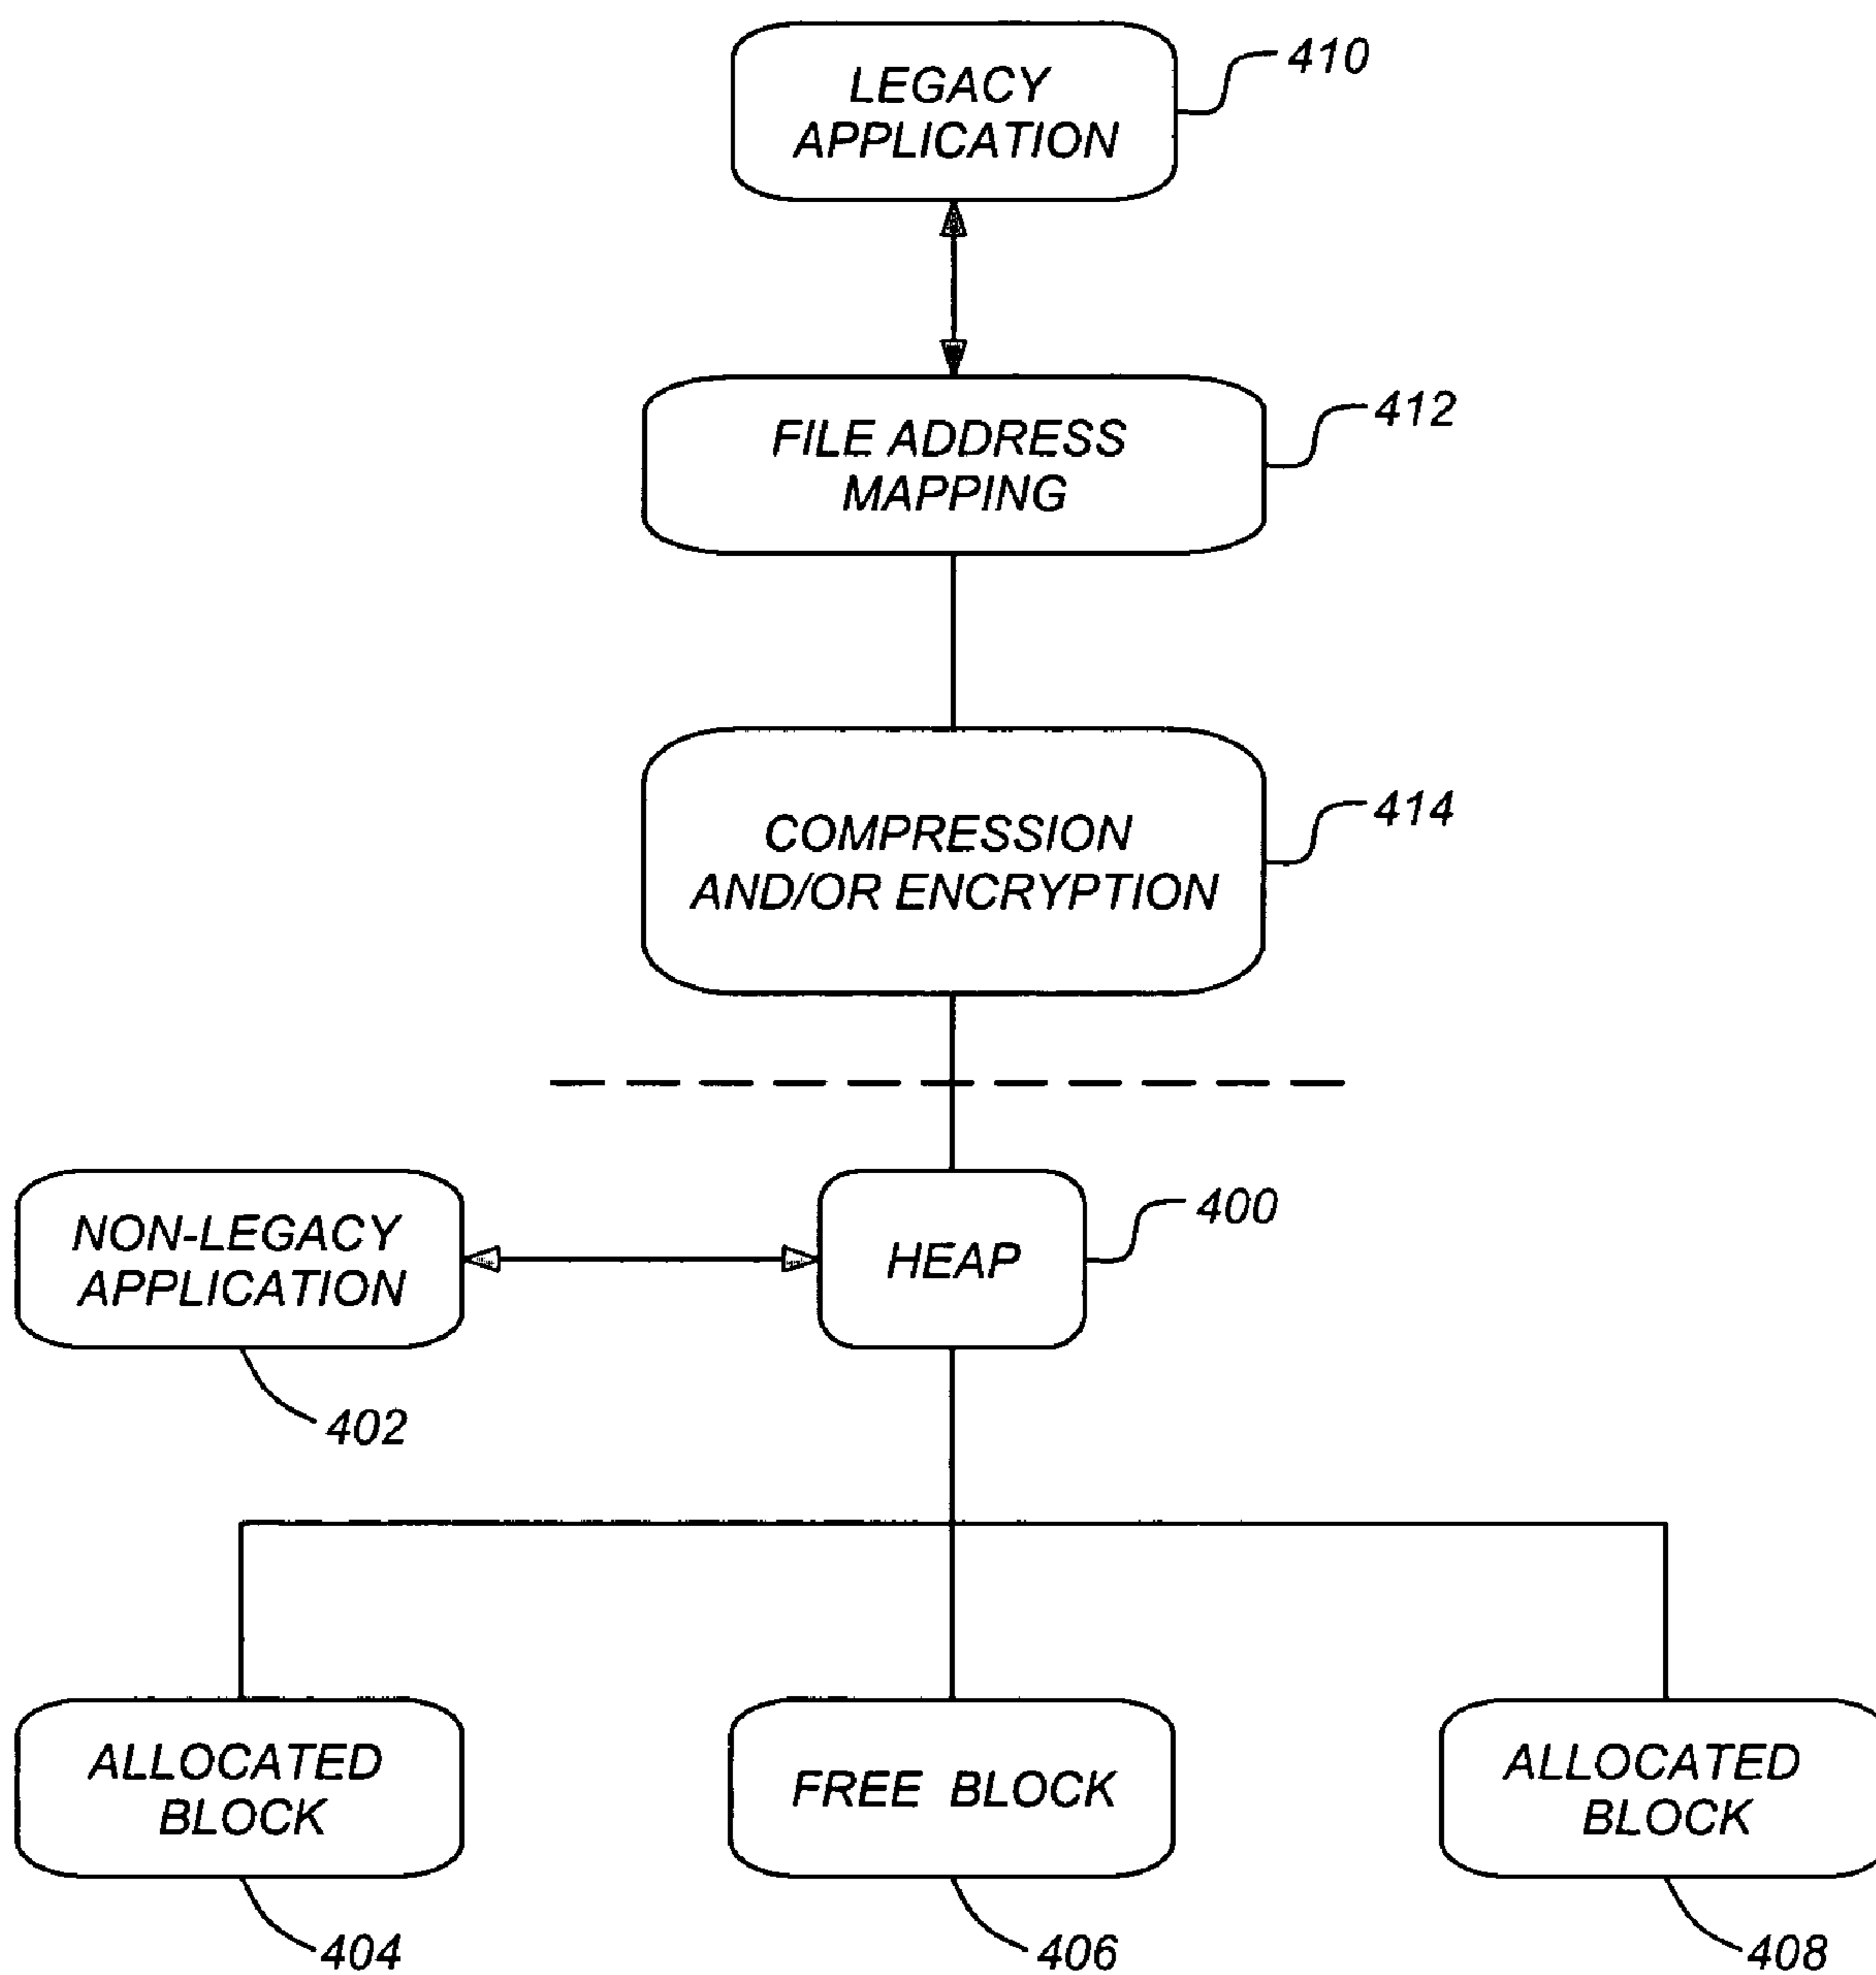 LEGACY
APPLICATION
410
FILE ADDRESS
MAPPING
412
COMPRESSION
AND/OR ENCRYPTION
414
NON-LEGACY
APPLICATION
402
HEAP
400
ALLOCATED
BLOCK
404
FREE BLOCK
406
ALLOCATED
BLOCK
408